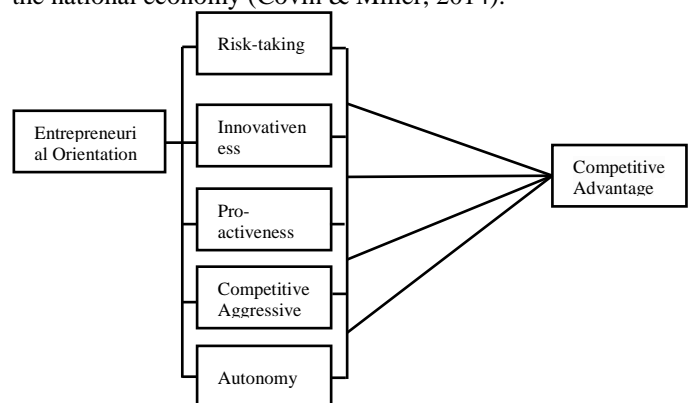 the national economy (Covin & Miller, 2014).
Risk-taking
Entrepreneuri
al Orientation
Innovativen
ess
Competitive
Advantage
Pro-
activeness
Competitive
Aggressive
Autonomy